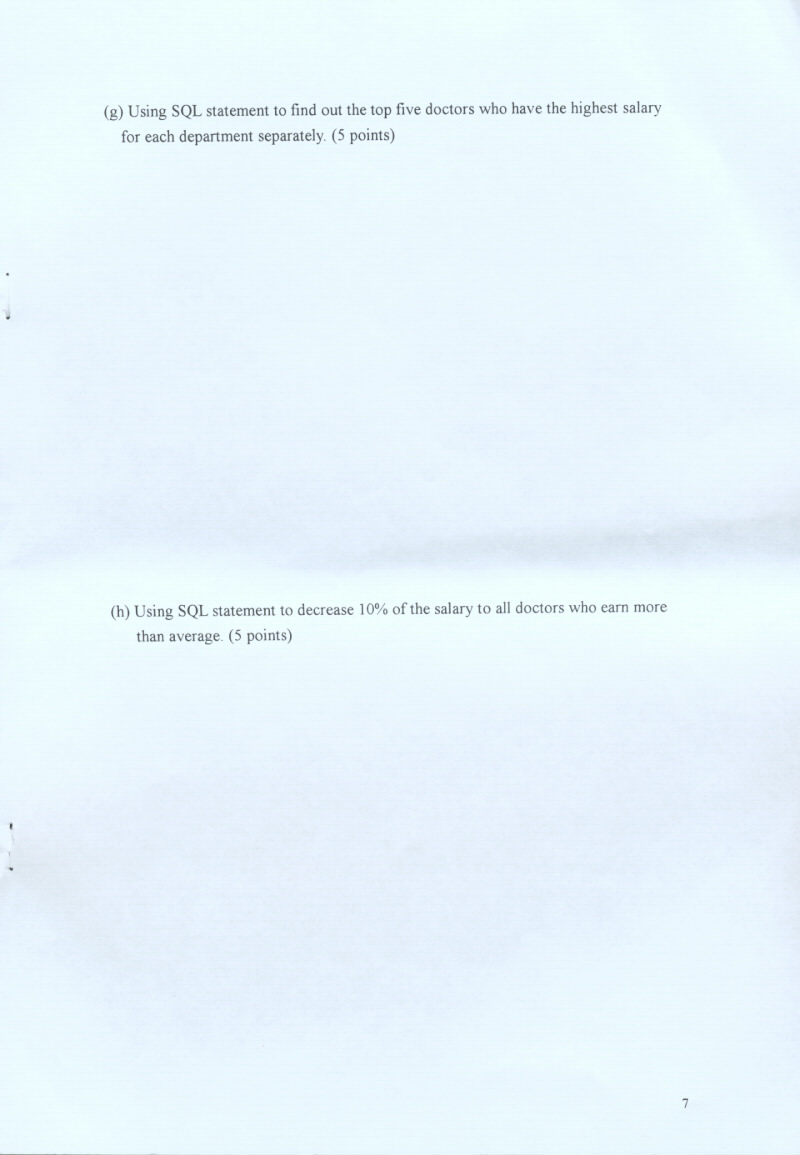 (g) Using SQL statement to find out the top five doctors who have the highest salary
for each department separately. (5 points)
(h) Using SQL statement to decrease 10% of the salary to all doctors who earn more
than average. (5 points)
7